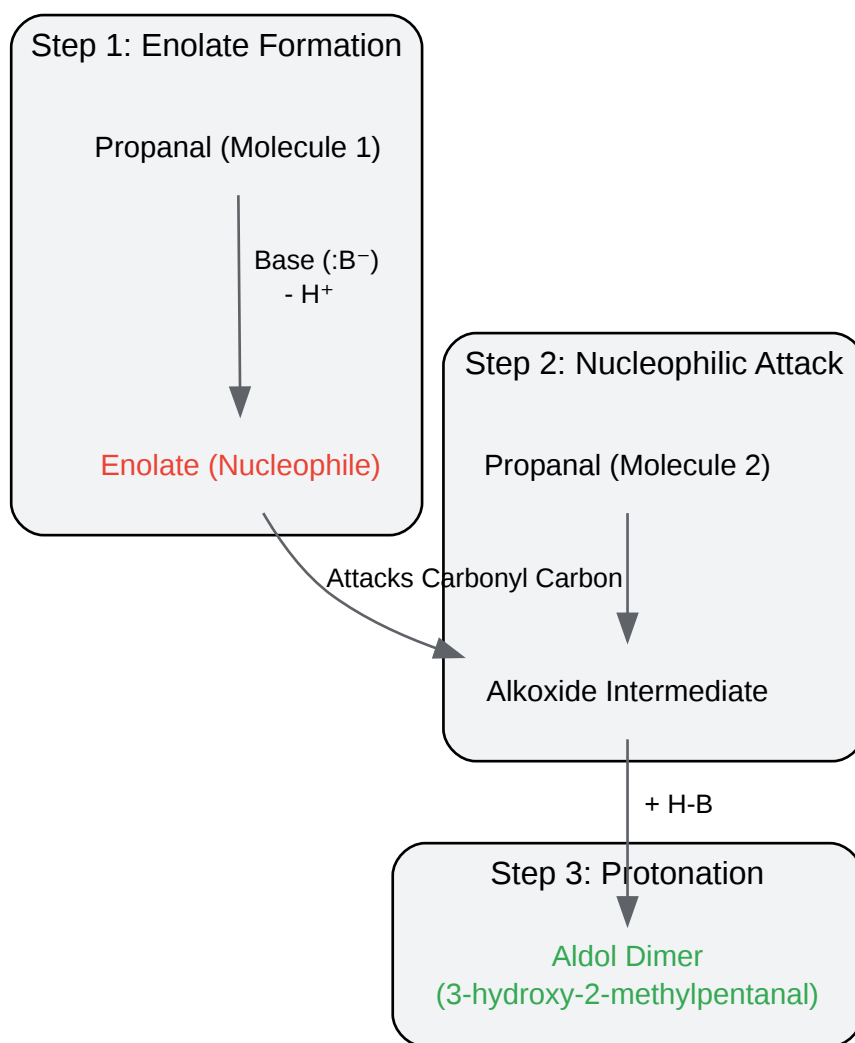 Step 1: Enolate Formation
Propanal (Molecule 1)
Base (:B⁻)
- H⁺
Enolate (Nucleophile)
Step 2: Nucleophilic Attack
Propanal (Molecule 2)
Attacks Carbonyl Carbon
Alkoxide Intermediate
+ H-B
Step 3: Protonation
Aldol Dimer
(3-hydroxy-2-methylpentanal)